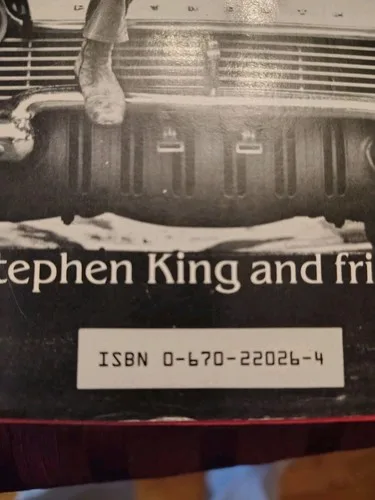 tephen King and fri
ISBN 0-670-22026-4